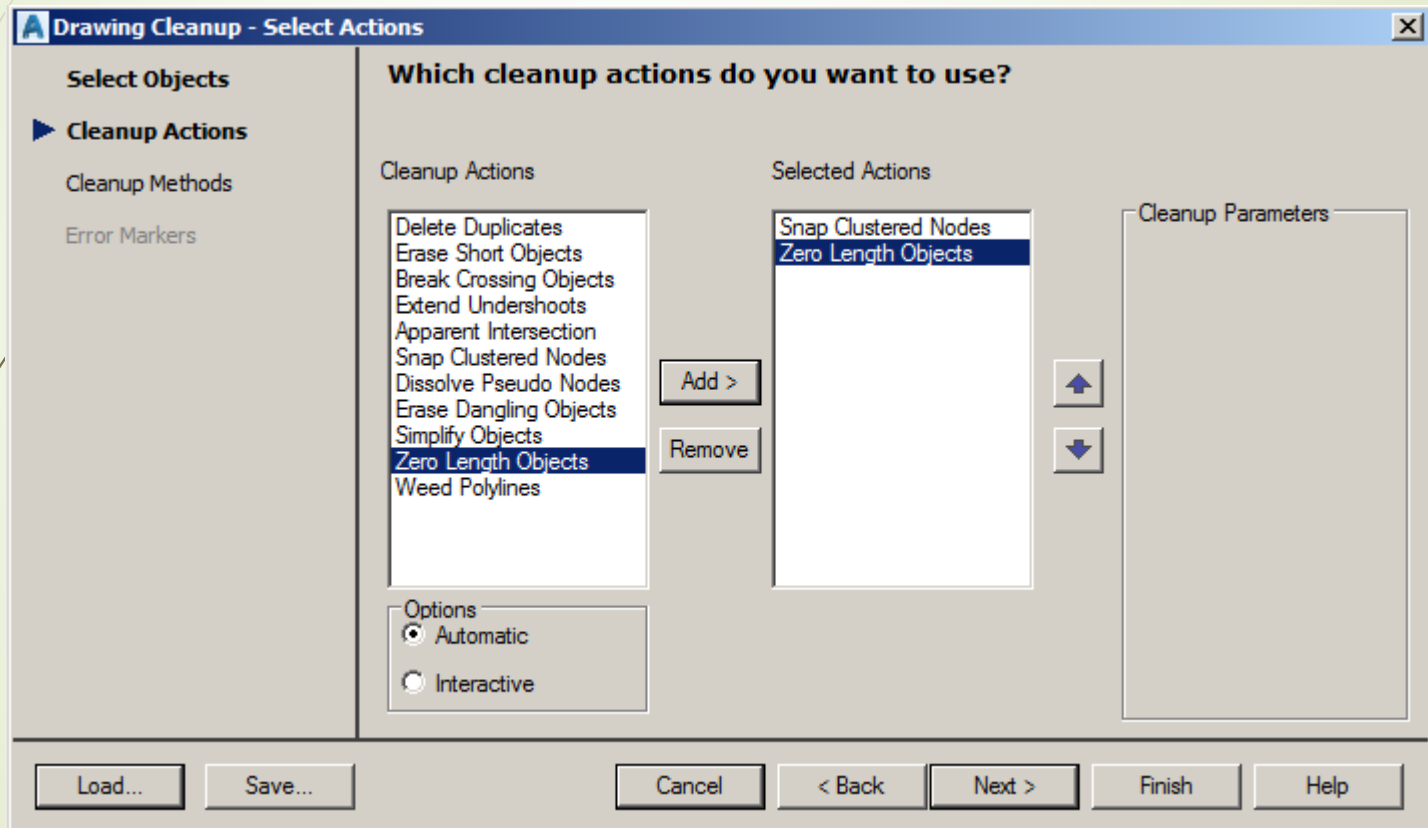 Drawing Cleanup - Select Actions
Select Objects
Cleanup Actions
Cleanup Methods
Error Markers
Which cleanup actions do you want to use?
Cleanup Actions
Delete Duplicates
Erase Short Objects
Break Crossing Objects
Extend Undershoots
Apparent Intersection
Snap Clustered Nodes
Dissolve Pseudo Nodes
Erase Dangling Objects
Simplify Objects
Zero Length Objects
Weed Polylines
Options
Automatic
Interactive
Add >
Remove
Selected Actions
Snap Clustered Nodes
Zero Length Objects
Cleanup Parameters
Load...
Save...
Cancel
< Back
Next >
Finish
Help